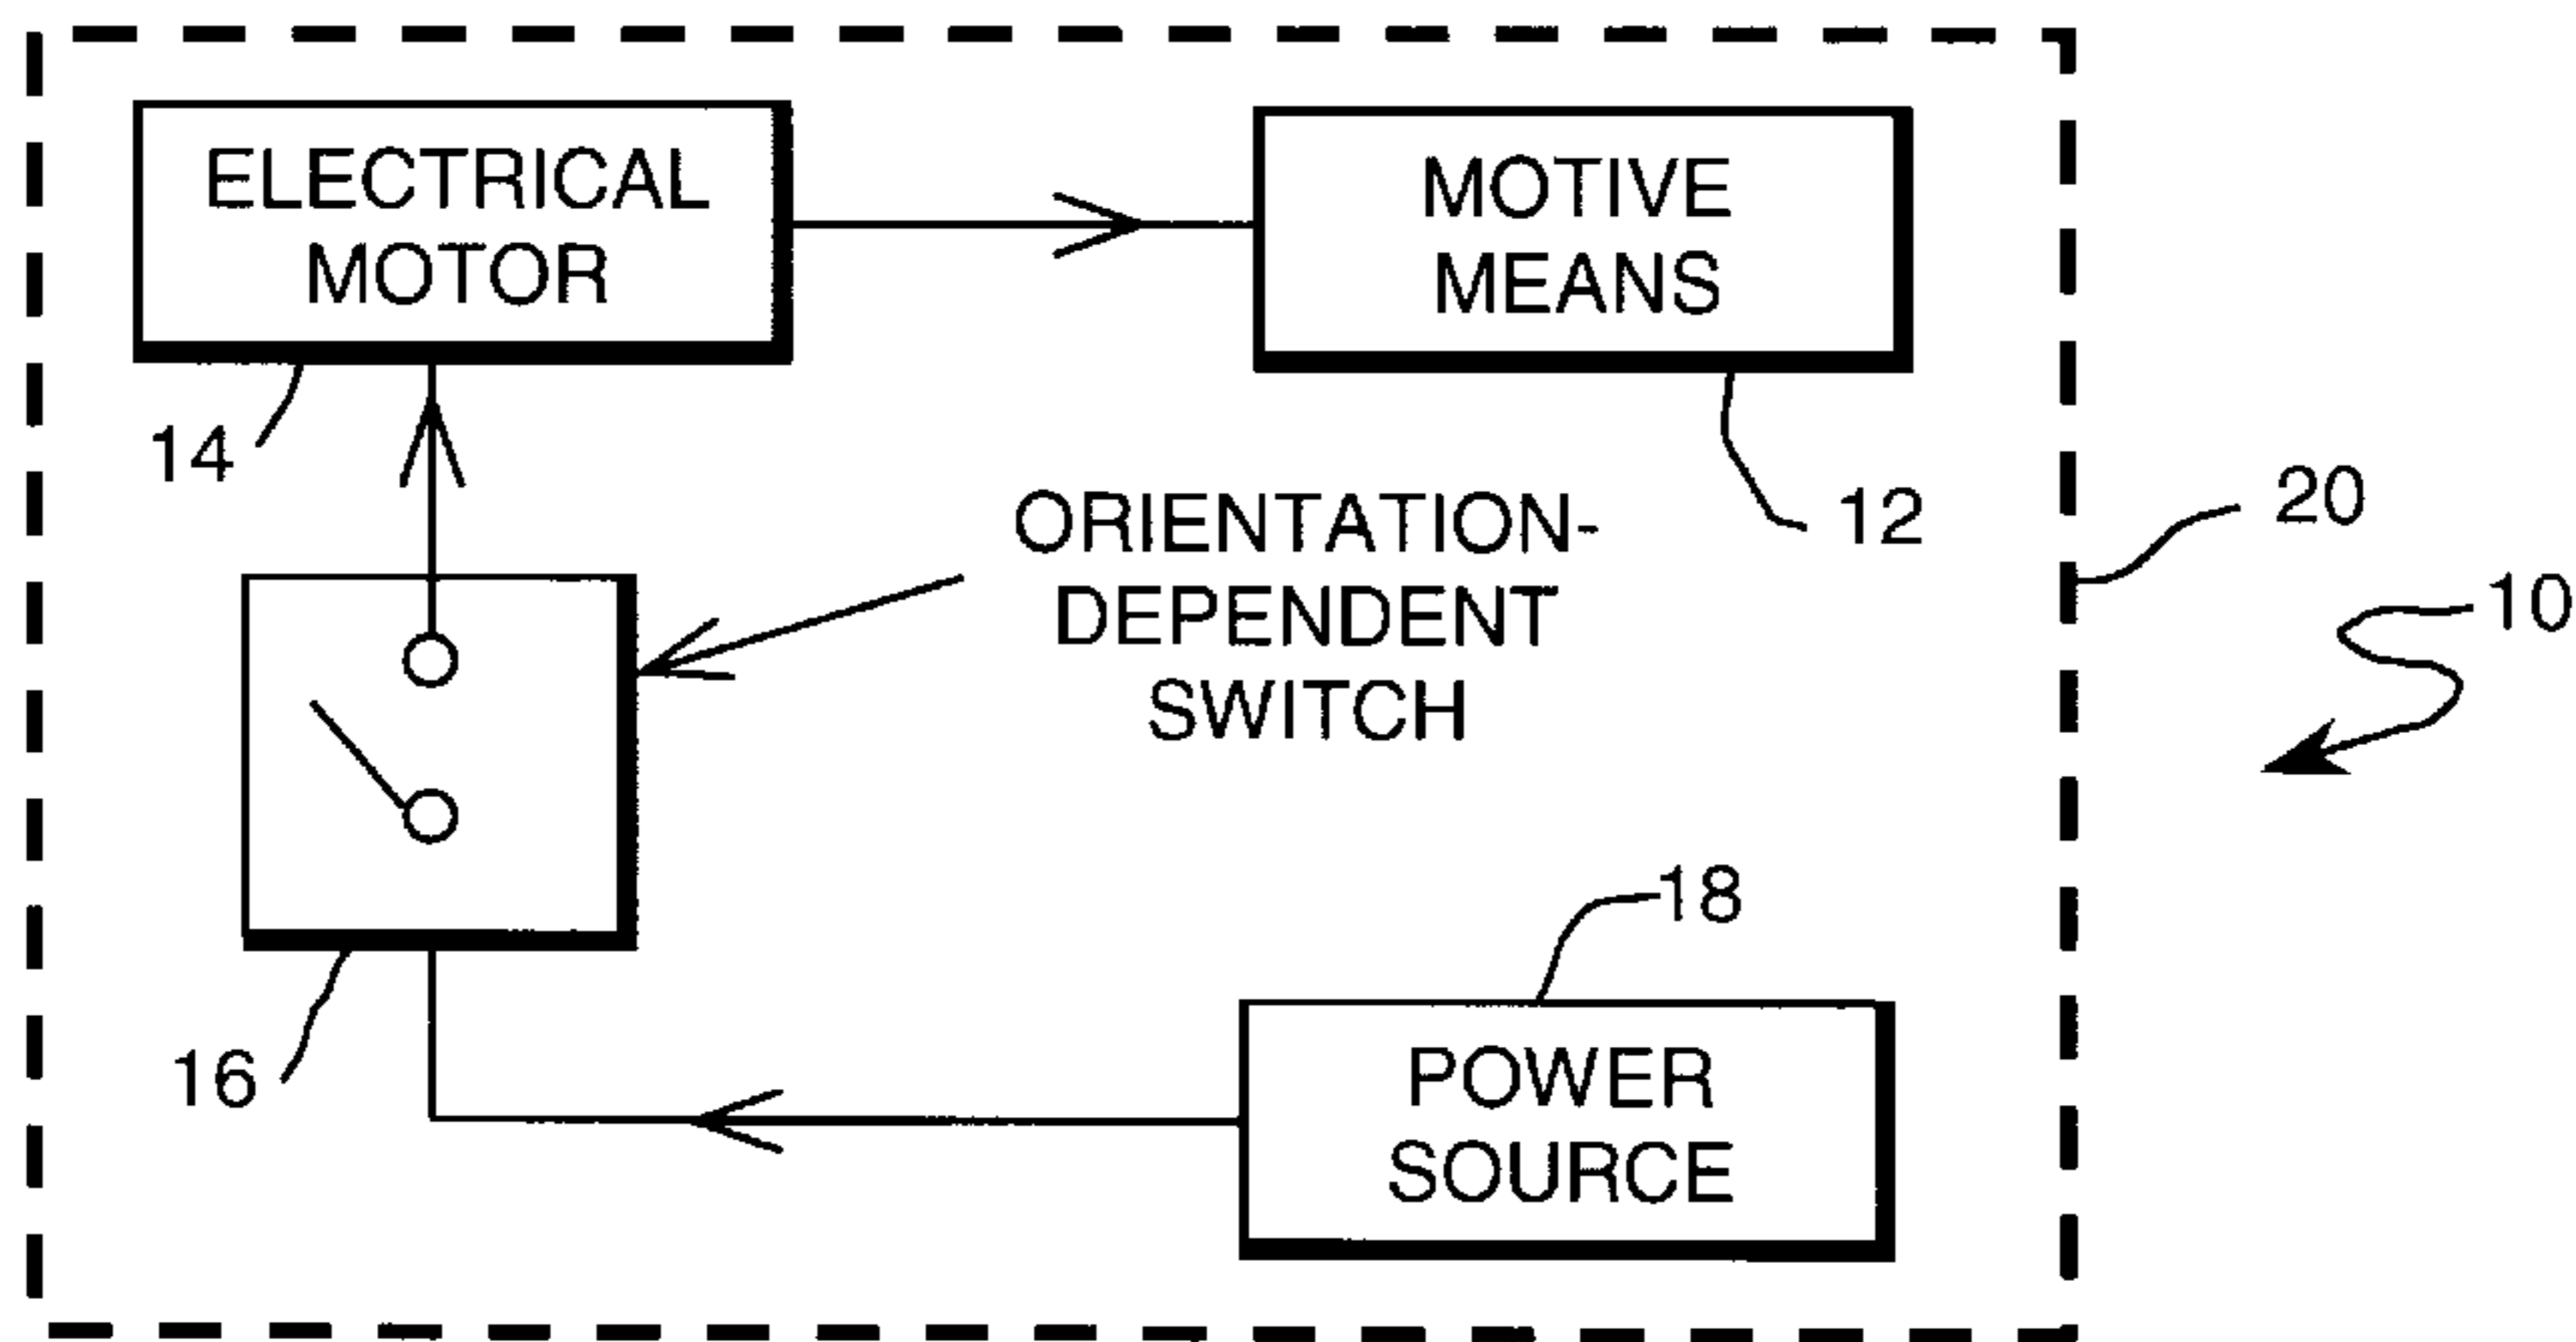 ELECTRICAL
MOTOR
MOTIVE
MEANS
14
12
20
ORIENTATION-
DEPENDENT
SWITCH
10
16
18
POWER
SOURCE